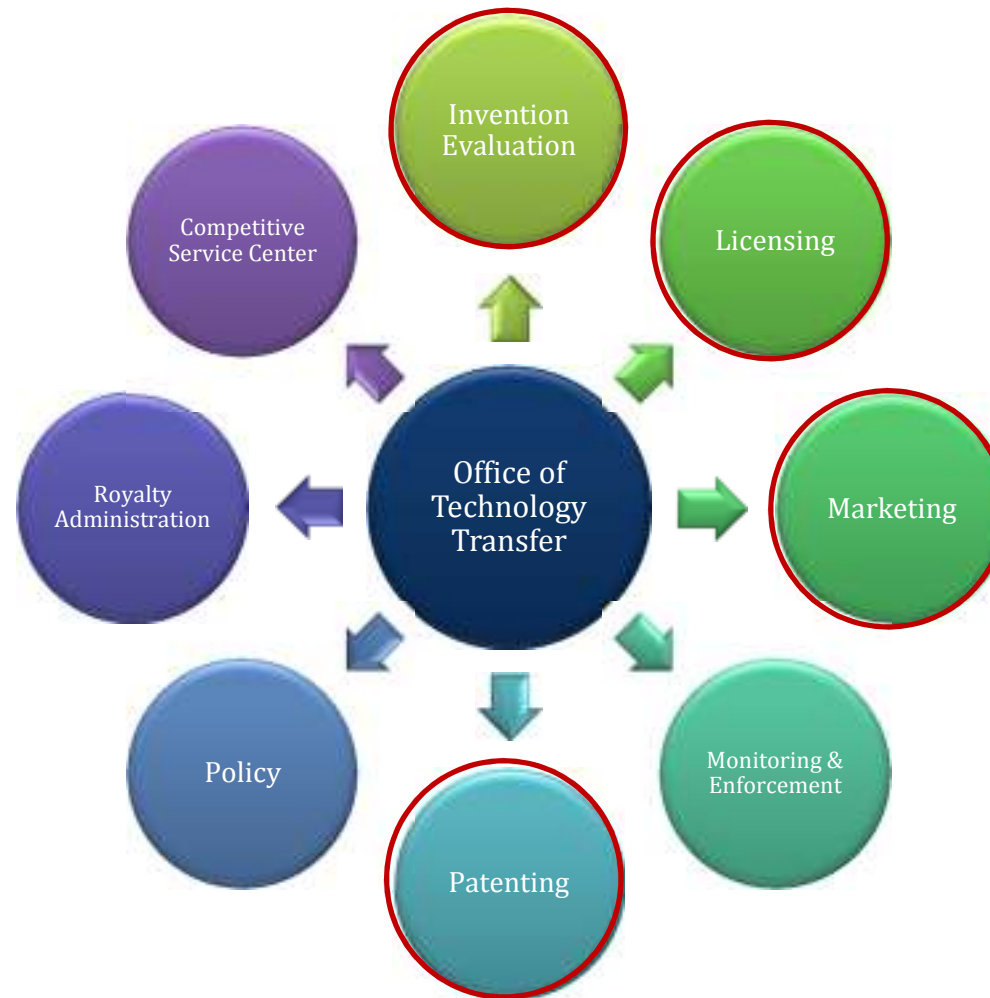 Invention
Evaluation
Licensing
Marketing
Monitoring &
Enforcement
Patenting
Policy
Royalty
Administration
Competitive
Service Center
Office of
Technology
Transfer